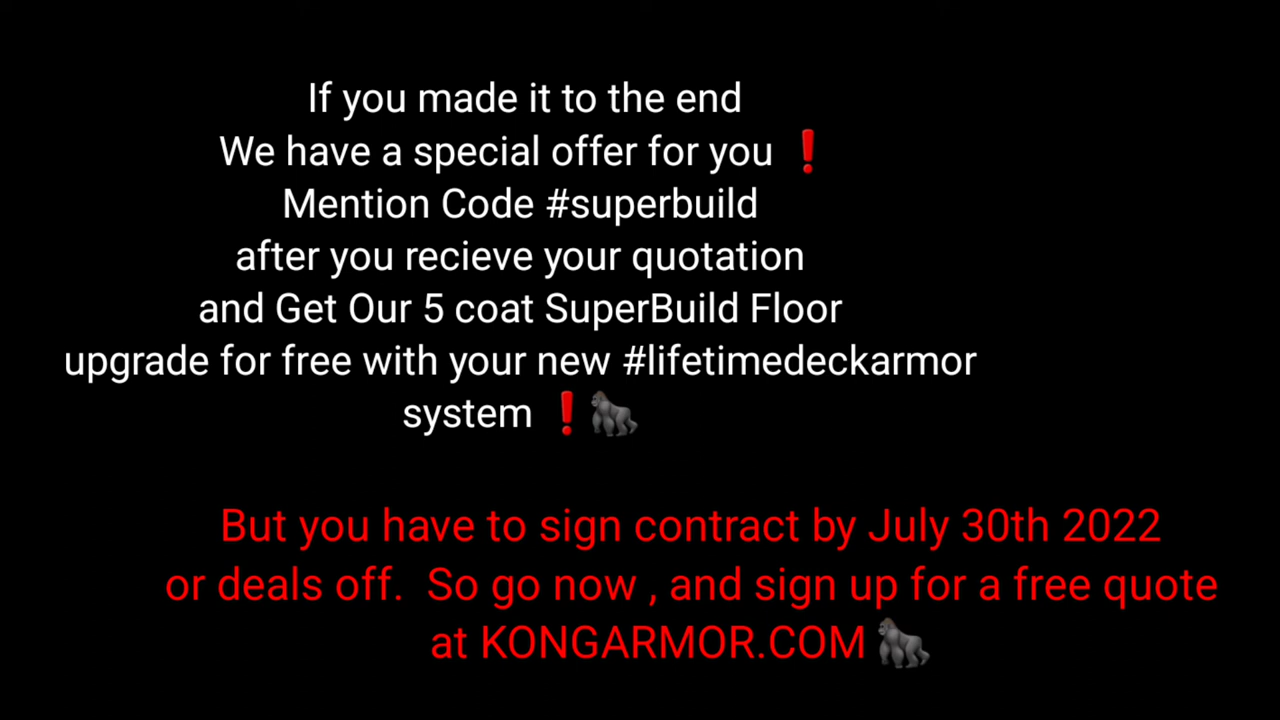 If you made it to the end
We have a special offer for you ❗
Mention Code #superbuild
after you recieve your quotation
and Get Our 5 coat SuperBuild Floor
upgrade for free with your new #lifetimedeckarmor
system ❗🦍
But you have to sign contract by July 30th 2022
or deals off.  So go now , and sign up for a free quote
at KONGARMOR.COM 🦍